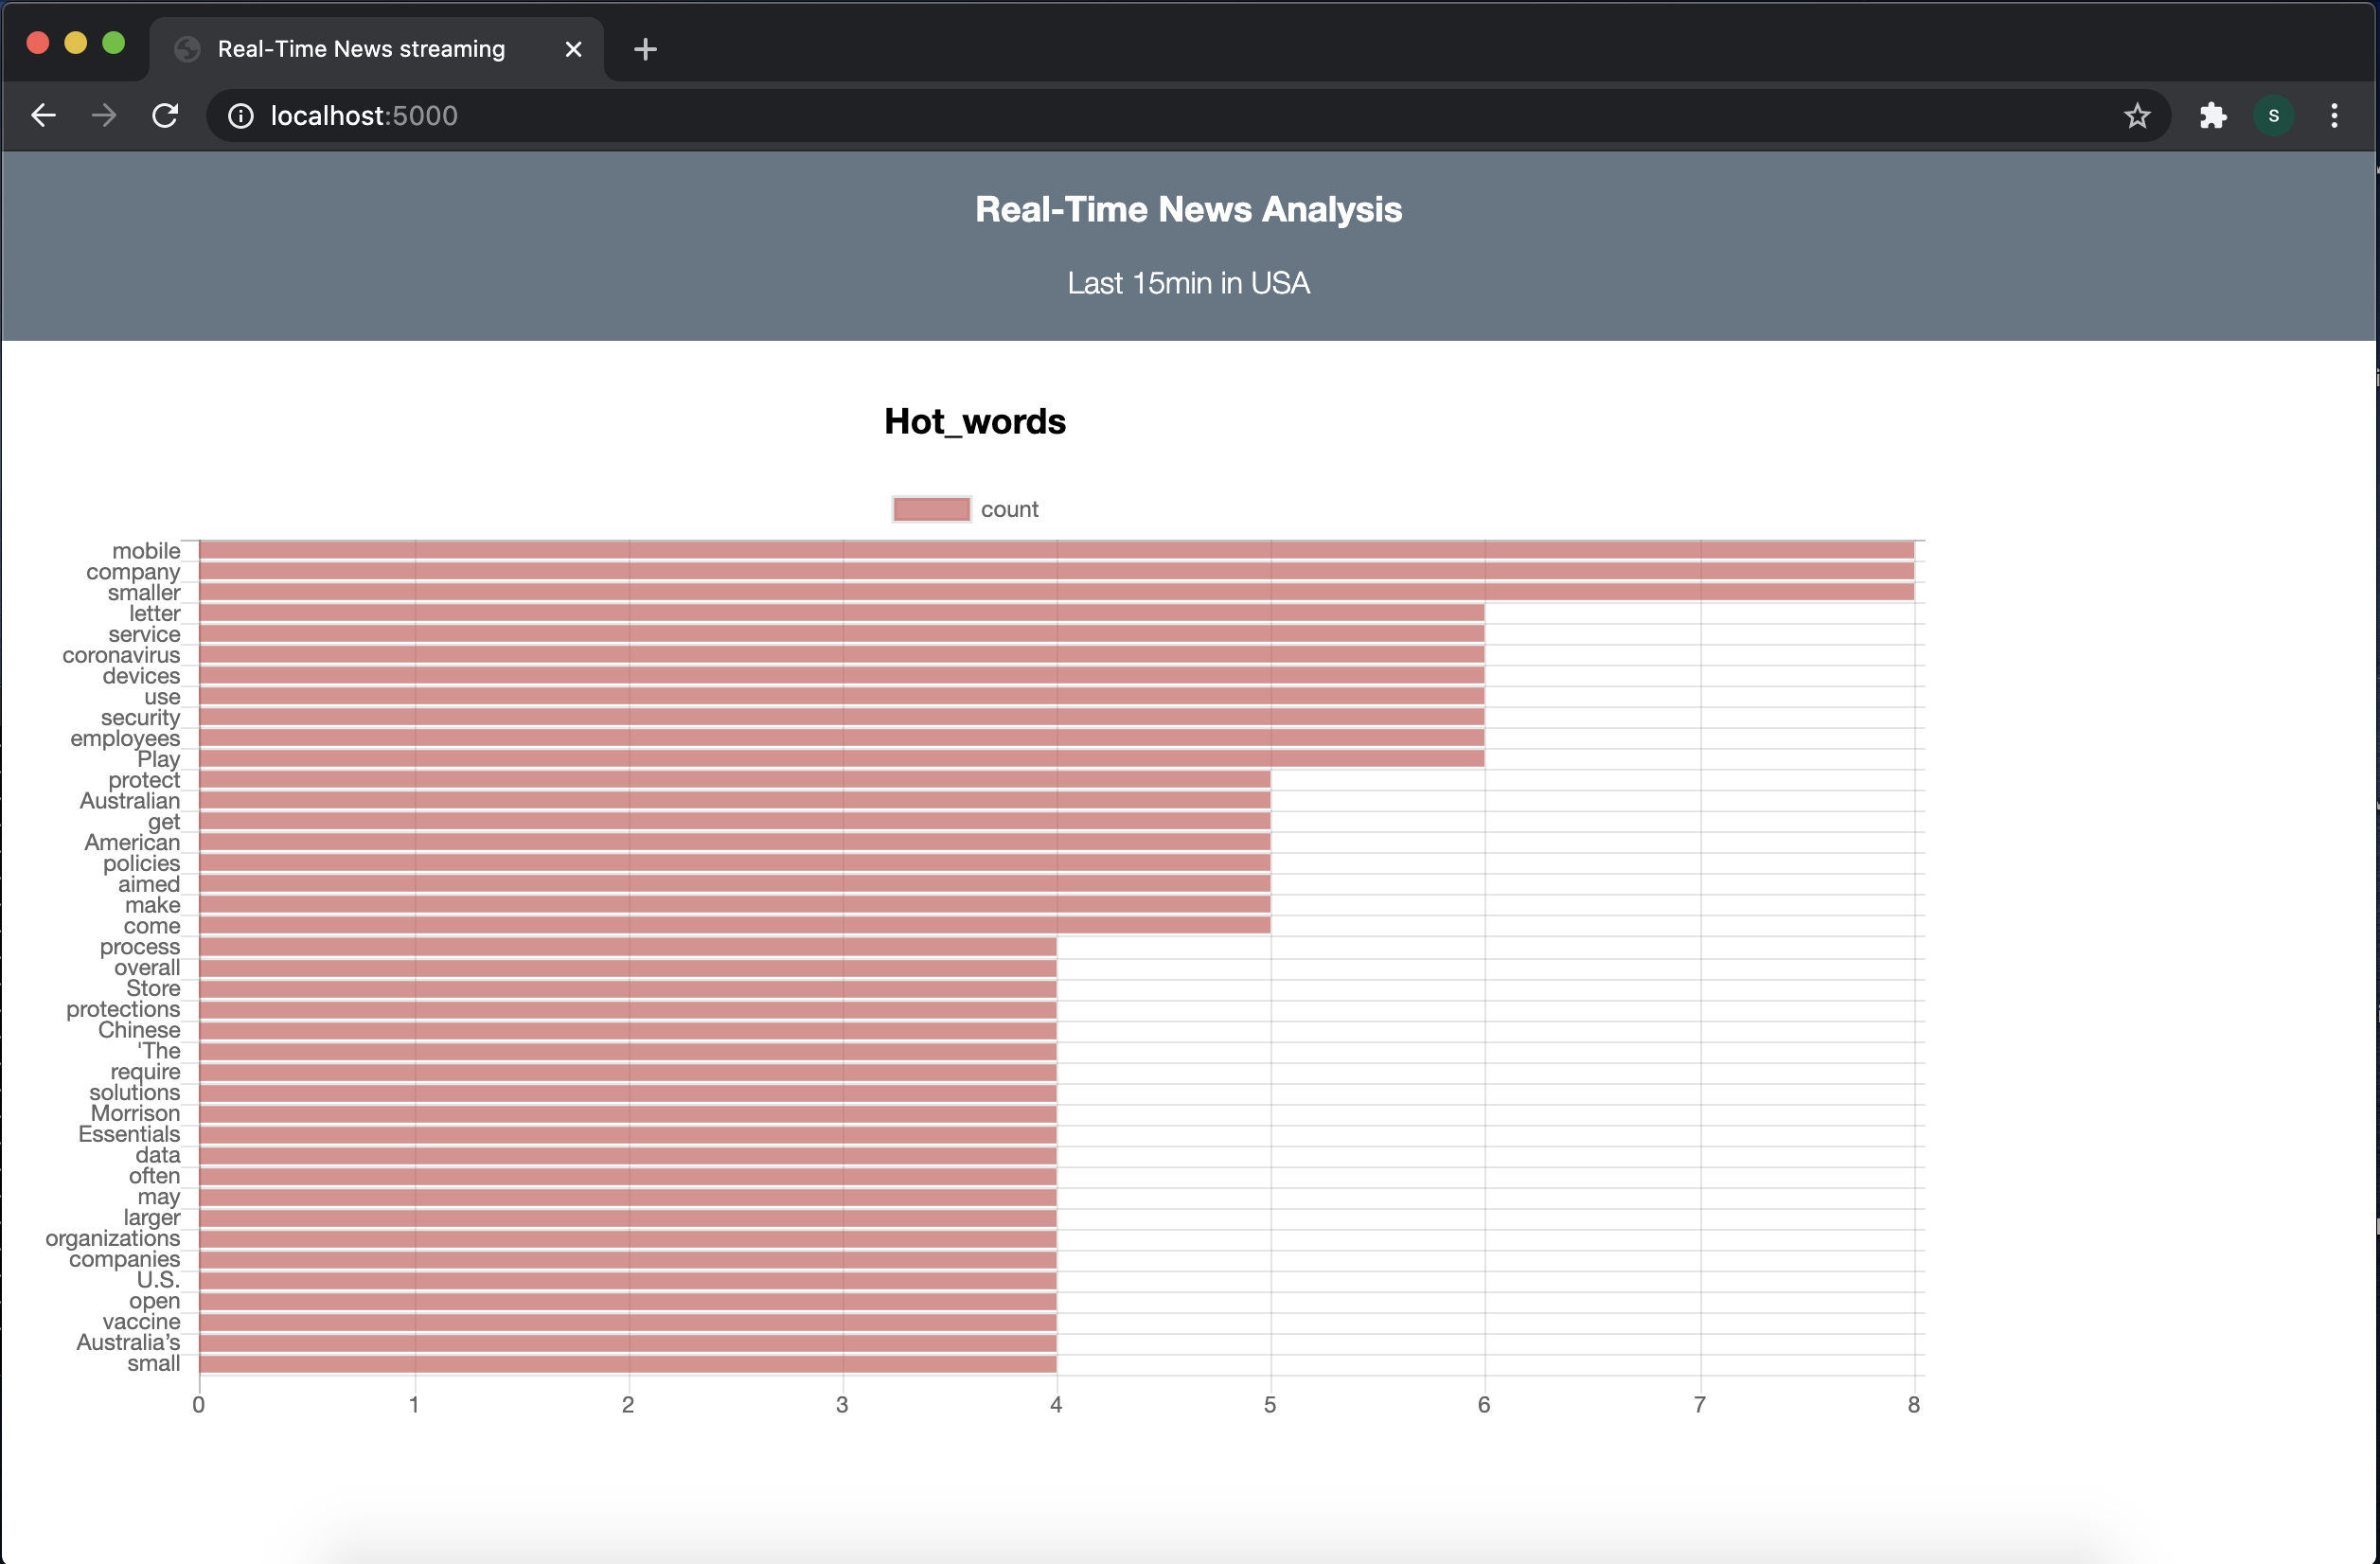 Real-Time News streaming
localhost:5000
S
Real-Time News Analysis
Last 15min in USA
Hot_words
count
mobile
company
smaller
letter
service
coronavirus
devices
use
security
employees
Play
protect
Australian
get
American
policies
aimed
make
come
process
overall
Store
protections
Chinese
'The
require
solutions
Morrison
Essentials
data
often
may
larger
organizations
companies
U.S.
open
vaccine
Australia’s
small
0 1 2 3 4 5 6 7 8